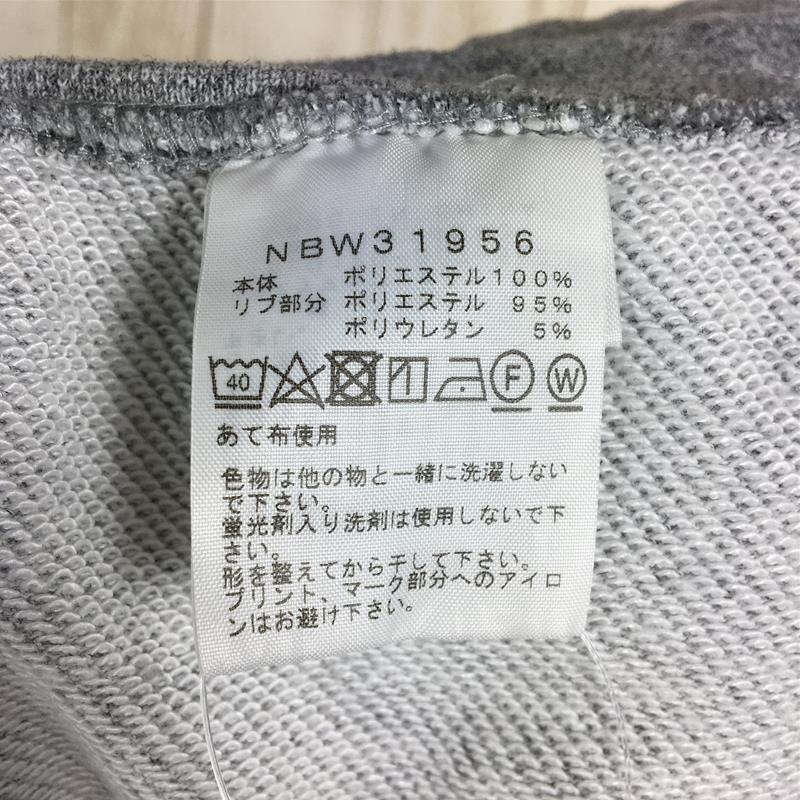 NBW31956
本体 ポリエステル100%
リブ部分 ポリエステル 95%
ポリウレタン 5%
40 F W
あて布使用
色物は他の物と一緒に洗濯しない
で下さい。
蛍光剤入り洗剤は使用しないで下
さい。
形を整えてから干して下さい。
プリント、マーク部分へのアイロ
ンはお避け下さい。